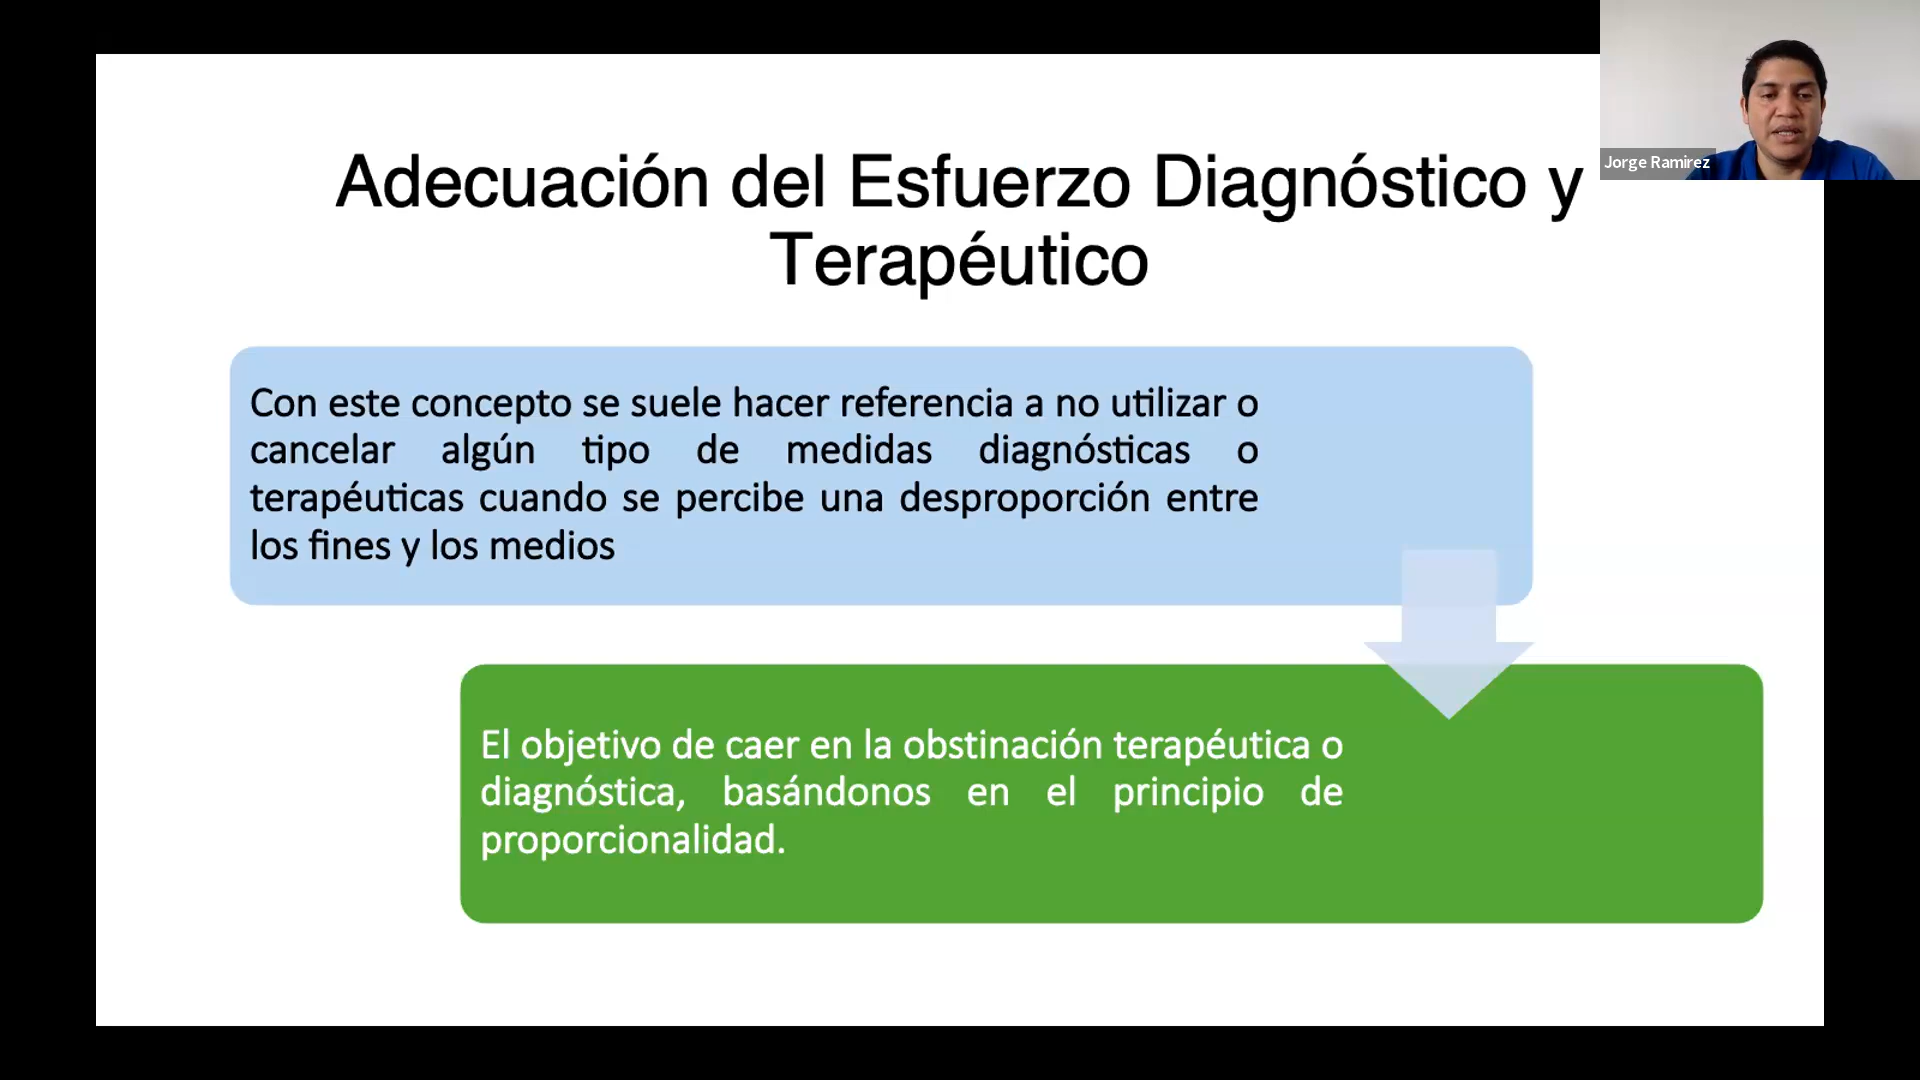 Jorge Ramirez
Adecuación del Esfuerzo Diagnóstico y
Terapéutico
Con este concepto se suele hacer referencia a no utilizar o
cancelar algún tipo de medidas diagnósticas o
terapéuticas cuando se percibe una desproporción entre
los fines y los medios
El objetivo de caer en la obstinación terapéutica o
diagnóstica, basándonos en el principio de
proporcionalidad.